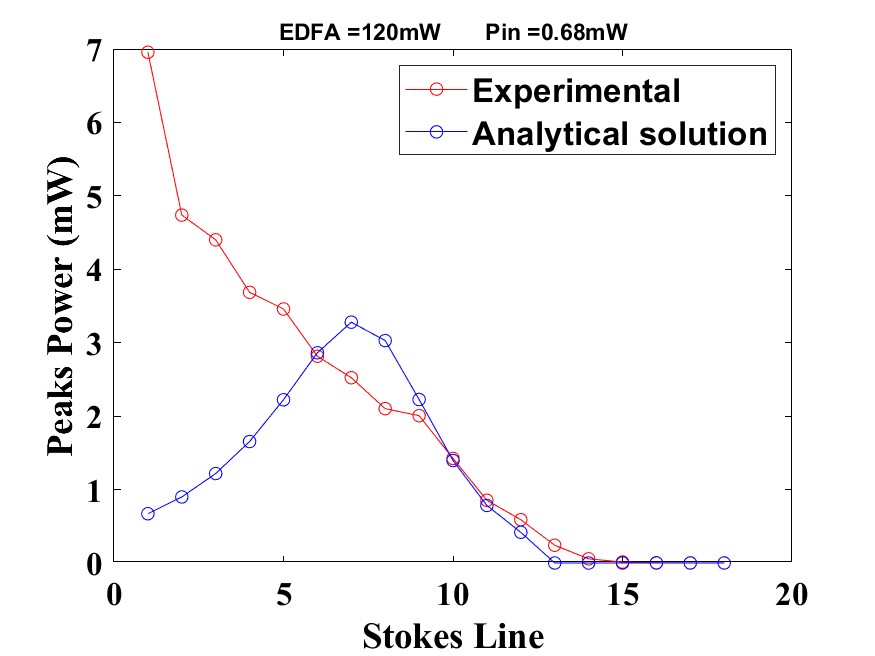 EDFA =120mW Pin =0.68mW
Experimental
Analytical solution
Peaks Power (mW)
7
6
5
4
3
2
1
0
0 5 10 15 20
Stokes Line